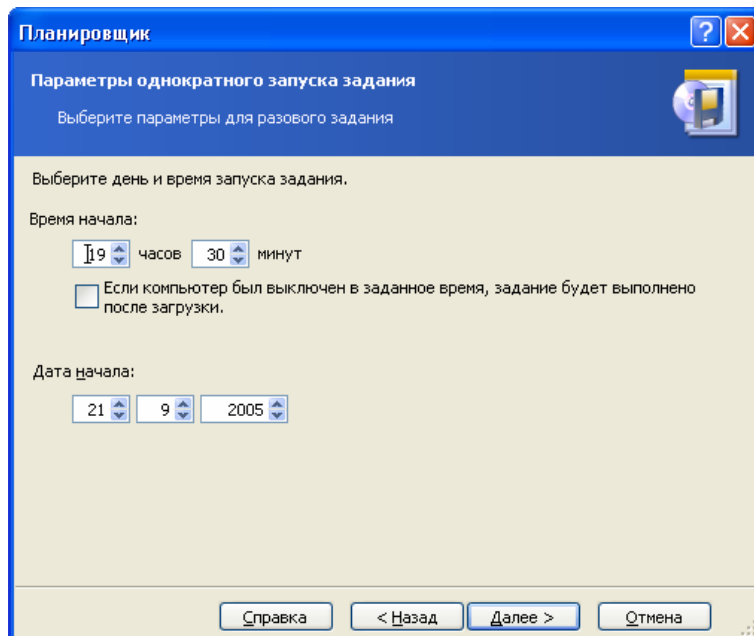 Планировщик
Параметры однократного запуска задания
Выберите параметры для разового задания
Выберите день и время запуска задания.
Время начала:
19 часов 30 минут
Если компьютер был выключен в заданное время, задание будет выполнено
после загрузки.
Дата начала:
21 9 2005
Справка < Назад Далее > Отмена